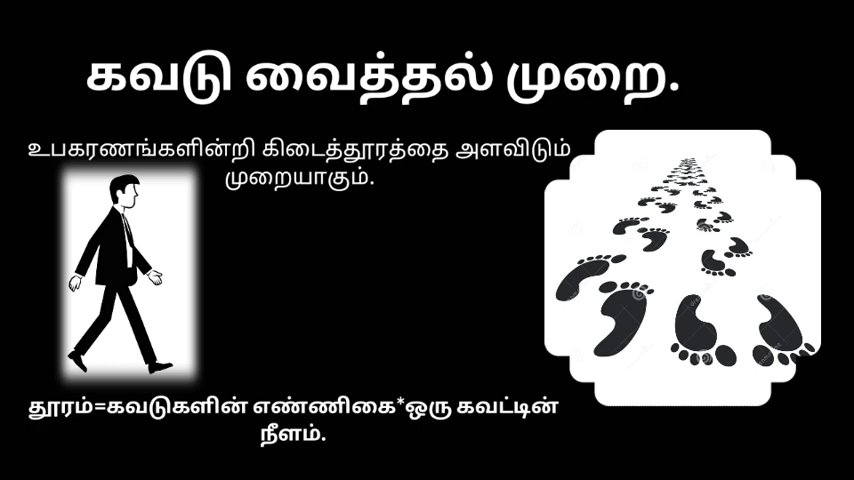 கவடு வைத்தல் முறை.
உபகரணங்களின்றி கிடைத்தூரத்தை அளவிடும்
முறையாகும்.
தூரம்=கவடுகளின் எண்ணிகை*ஒரு கவட்டின்
நீளம்.